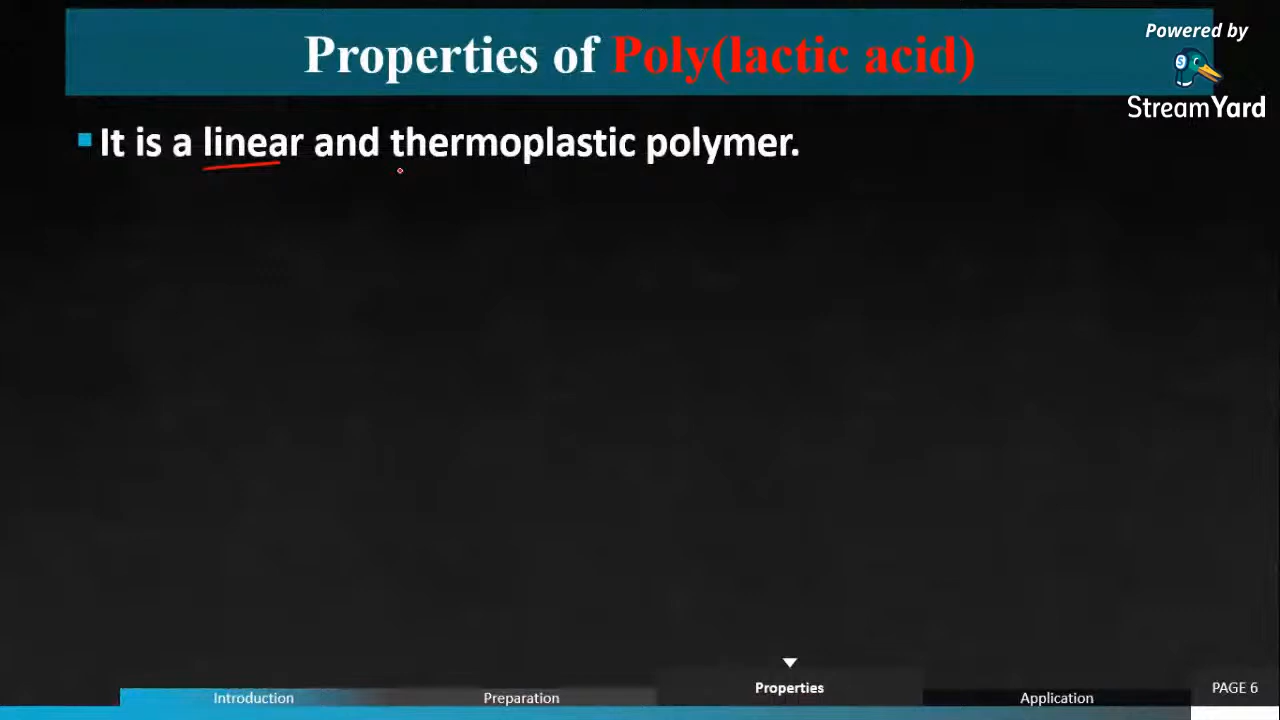 Properties of Poly(lactic acid)
Powered by
StreamYard
It is a linear and thermoplastic polymer.
Introduction
Preparation
Properties
Application
PAGE 6